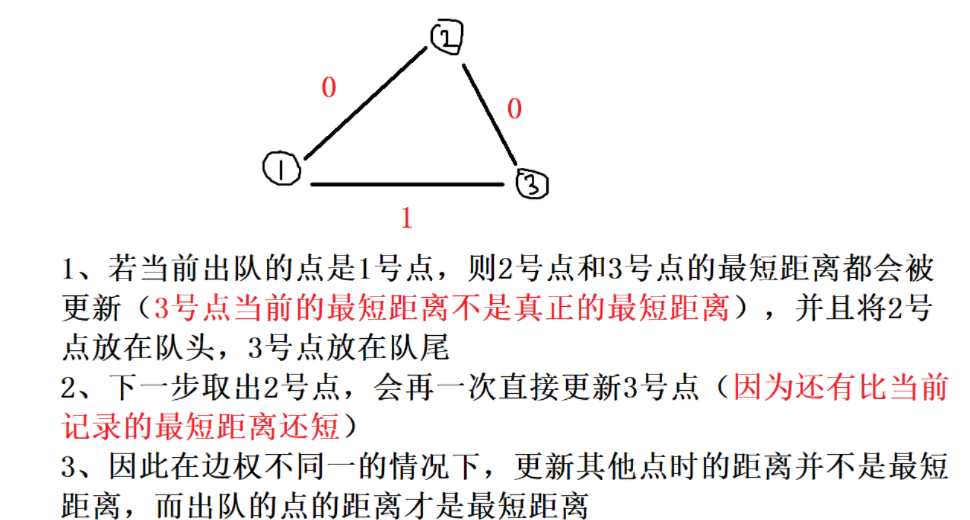 2
0
0
1
3
1
1、若当前出队的点是1号点，则2号点和3号点的最短距离都会被
更新（3号点当前的最短距离不是真正的最短距离），并且将2号
点放在队头，3号点放在队尾
2、下一步取出2号点，会再一次直接更新3号点（因为还有比当前
记录的最短距离还短）
3、因此在边权不同一的情况下，更新其他点时的距离并不是最短
距离，而出队的点的距离才是最短距离